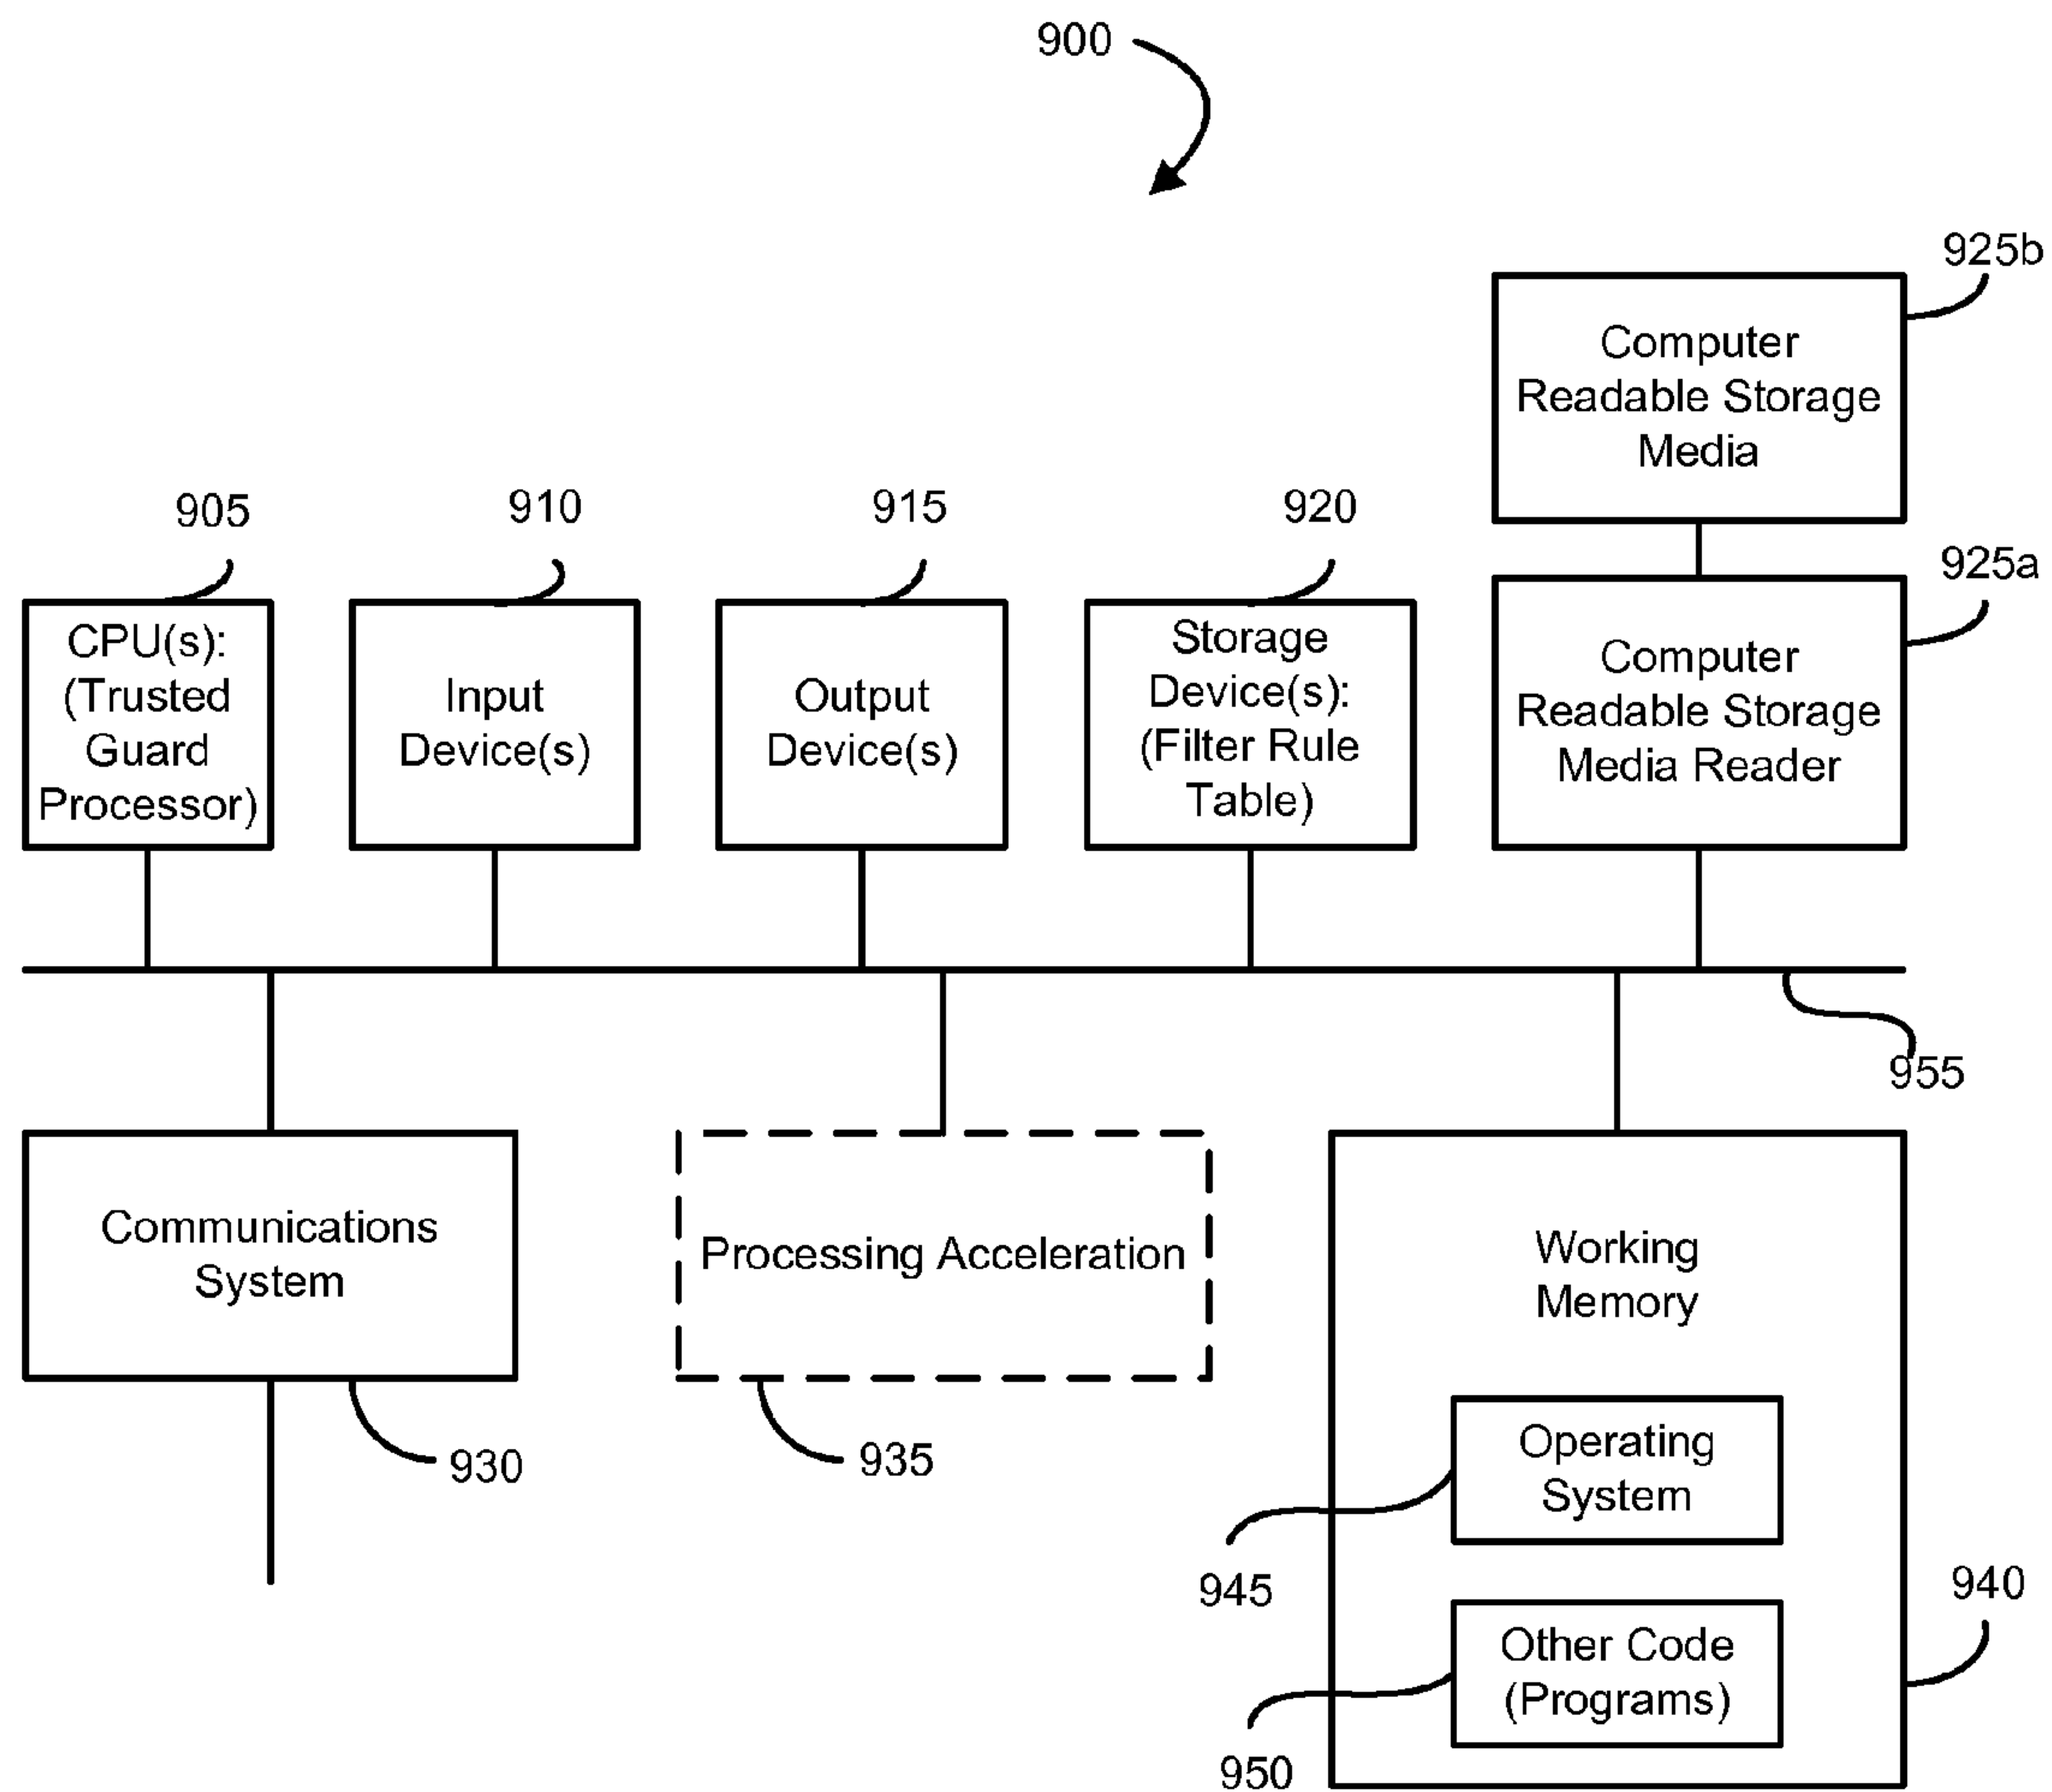 900
925b
Computer
Readable Storage
Media
905
910
915
920
925a
CPU(s):
(Trusted
Guard
Processor)
Input
Device(s)
Output
Device(s)
Storage
Device(s):
(Filter Rule
Table)
Computer
Readable Storage
Media Reader
955
Communications
System
930
Processing Acceleration
935
Working
Memory
Operating
System
945
Other Code
(Programs)
940
950